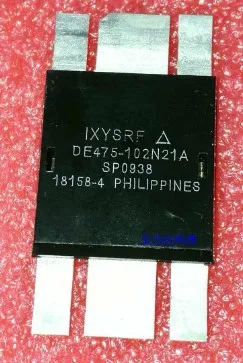 IXYSRF △
DE475-102N21A
SP0938
18158-4 PHILIPPINES